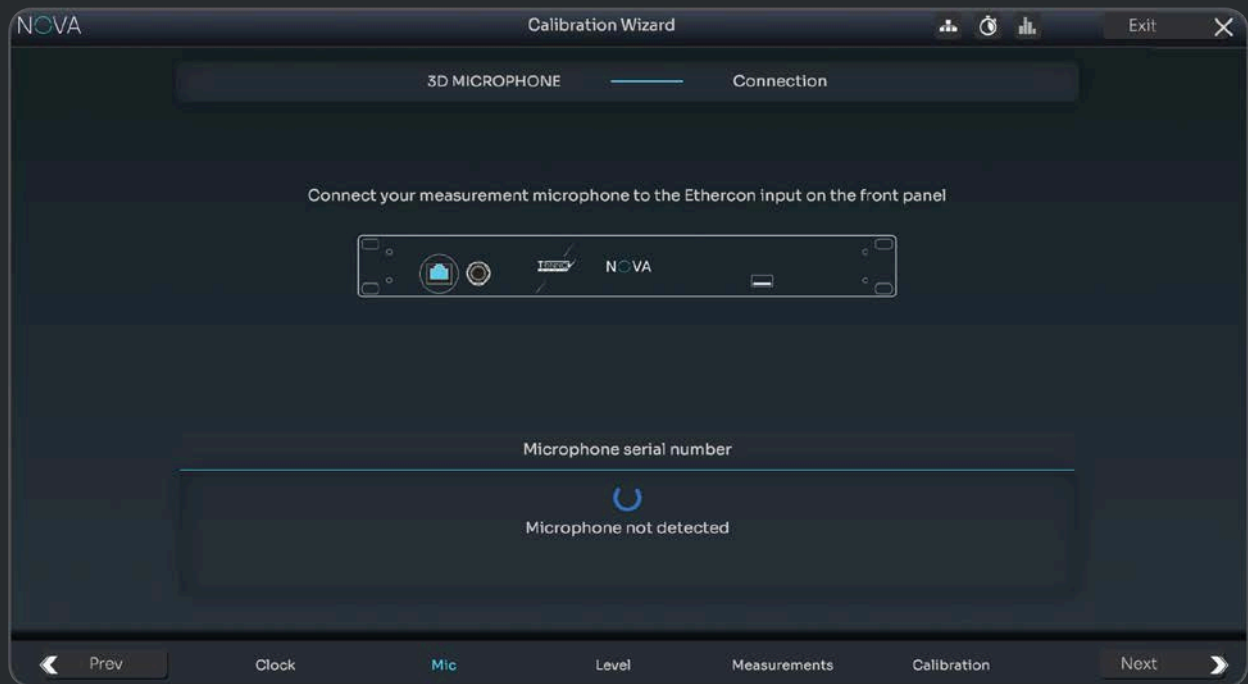 NOVA
Calibration Wizard
Exit
3D MICROPHONE
Connection
Connect your measurement microphone to the Ethercon input on the front panel
NOVA
Microphone serial number
Microphone not detected
Prev
Clock
Mic
Level
Measurements
Calibration
Next